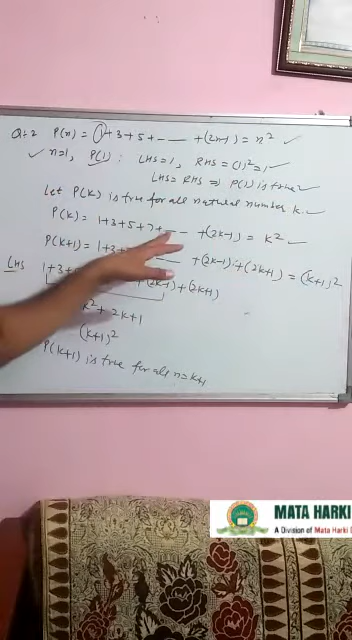 Q:-2 P(n) = 1+3+5+ - - - +(2n-1) = n² ✓
✓ n=1, P(1) : LHS=1, RHS=(1)²=1
LHS = RHS ⇒ P(1) is true
Let P(k) is true for all natural number k.
P(k) = 1+3+5+7+ - - +(2k-1) = k² ✓
P(k+1) = 1+3+ - - - +(2k-1)+(2k+1) = (k+1)²
LHS 1+3+ +(2k-1)+(2k+1)
k²+2k+1
(k+1)²
P(k+1) is true for all n=k+1
MATA HARKI
A Division of Mata Harki